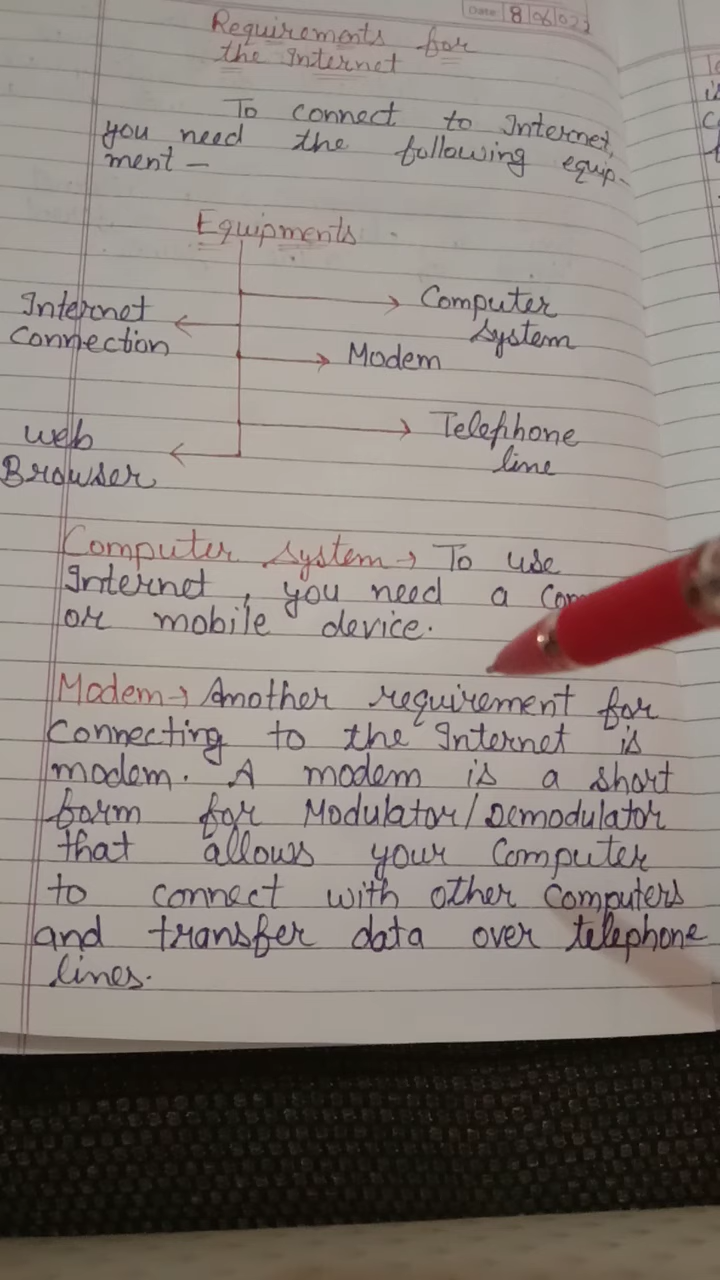 Date 8/06/022
Requirements for
the Internet
To connect to Internet,
you need the following equip-
ment –
Equipments
Internet
Connection
Computer
System
Modem
Web
Browser
Telephone
line
Computer System → To use
Internet, you need a
or mobile device.
Modem → Another requirement for
connecting to the Internet is
modem. A modem is a short
form for Modulator/Demodulator
that allows your Computer
to connect with other Computers
and transfer data over telephone
lines.